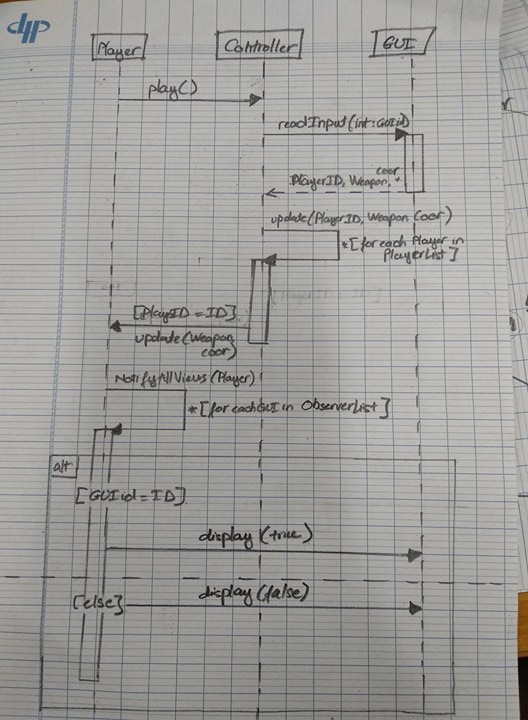 Player Controller GUI
play()
readInput(int:GUIid)
coor
PlayerID, Weapon,
update(PlayerID, Weapon, Coor)
*[for each Player in
PlayerList]
[PlayerID = ID]
update(Weapon,
coor)
NotifyAllViews(Player)
*[for each GUI in ObserverList]
alt
[GUIid = ID]
display(true)
[else] display(false)